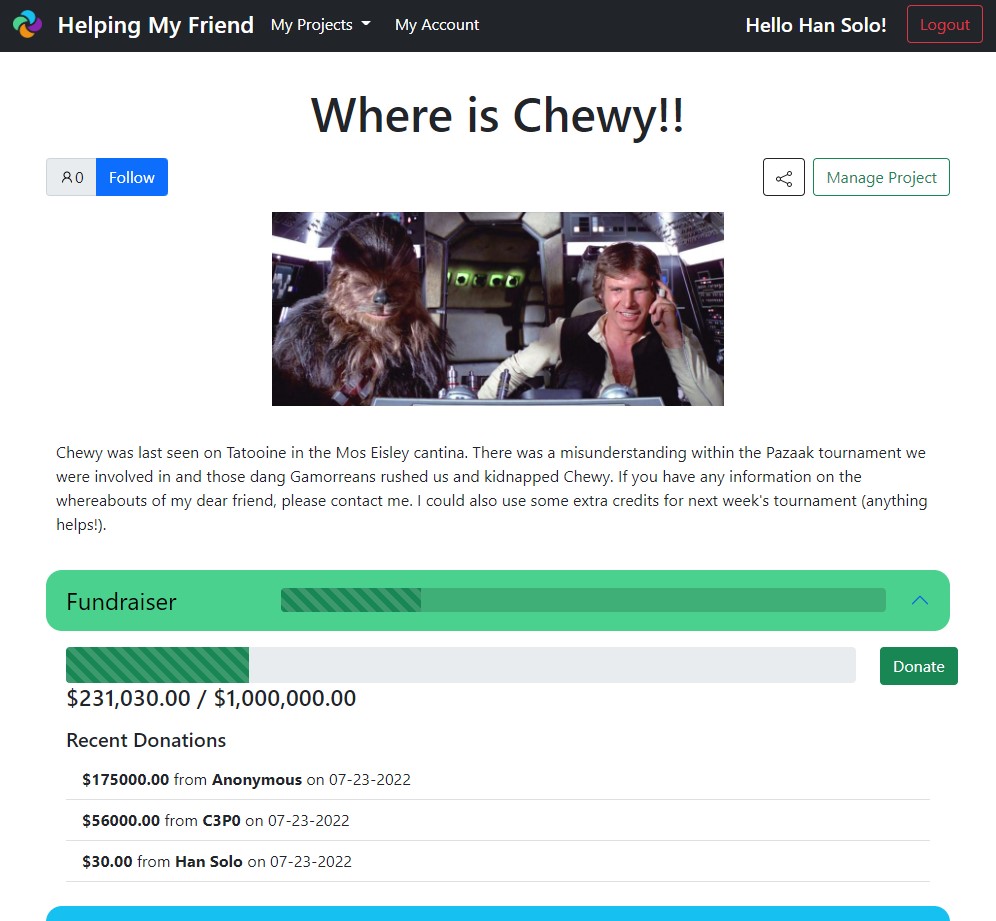 Helping My Friend My Projects My Account Hello Han Solo! Logout
Where is Chewy!!
0 Follow Manage Project
Chewy was last seen on Tatooine in the Mos Eisley cantina. There was a misunderstanding within the Pazaak tournament we
were involved in and those dang Gamorreans rushed us and kidnapped Chewy. If you have any information on the
whereabouts of my dear friend, please contact me. I could also use some extra credits for next week's tournament (anything
helps!).
Fundraiser
Donate
$231,030.00 / $1,000,000.00
Recent Donations
$175000.00 from Anonymous on 07-23-2022
$56000.00 from C3P0 on 07-23-2022
$30.00 from Han Solo on 07-23-2022